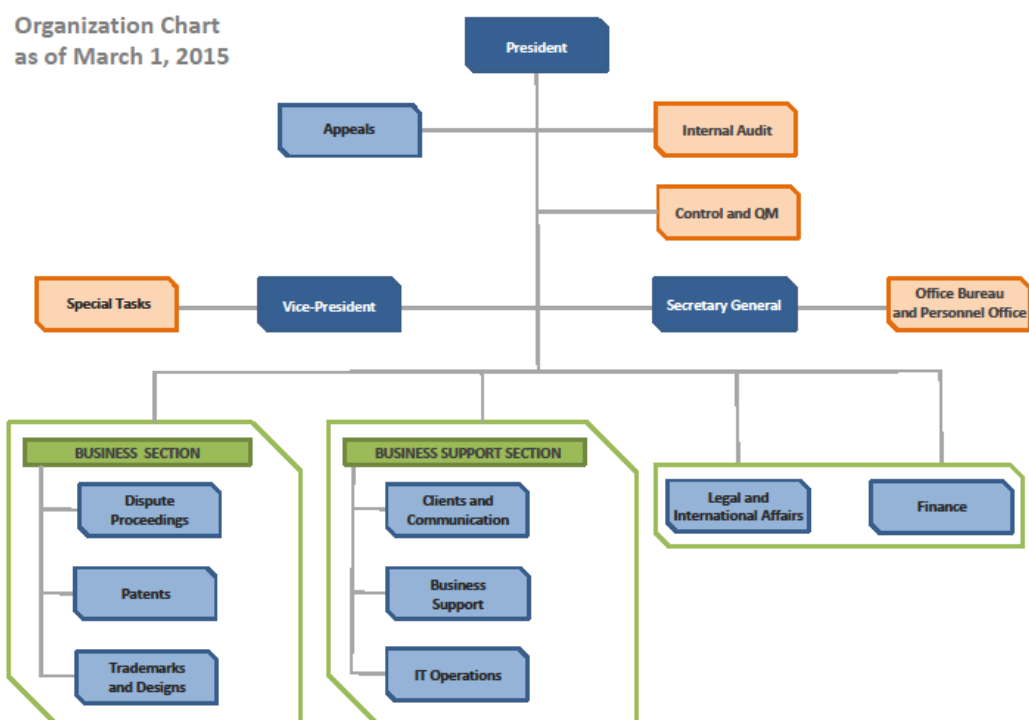 Organization Chart
as of March 1, 2015
President
Appeals
Internal Audit
Control and QM
Special Tasks
Vice-President
Secretary General
Office Bureau
and Personnel Office
BUSINESS SECTION
Dispute
Proceedings
Patents
Trademarks
and Designs
BUSINESS SUPPORT SECTION
Clients and
Communication
Business
Support
IT Operations
Legal and
International Affairs
Finance